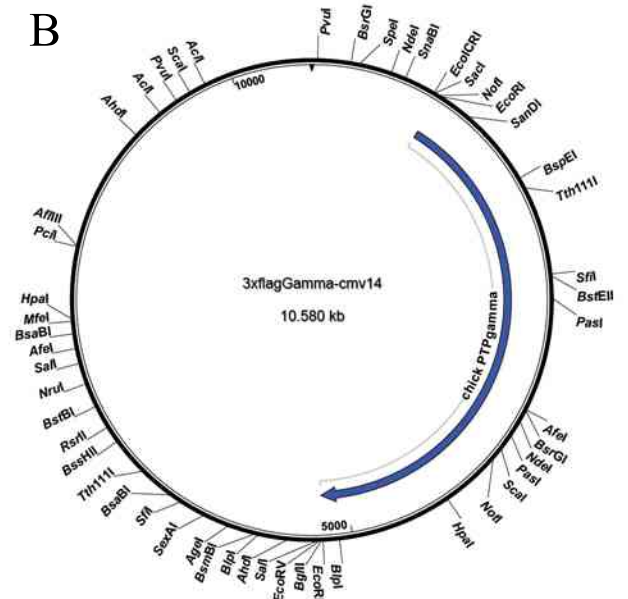 B
PvuI
BsrGI
SpeI
NdeI
SnaBI
EcoICRI
SacI
NotI
EcoRI
SanDI
BspEI
Tth111I
SfiI
BstEII
PasI
AfeI
BsrGI
NdeI
PasI
ScaI
NotI
HpaI
BlpI
EcoRI
BglII
EcoRV
SalI
AhdI
BlpI
BsmBI
AgeI
SexAI
SfiI
BsaBI
Tth111I
BssHII
RsrII
BstBI
NruI
SalI
AfeI
BsaBI
MfeI
HpaI
PciI
AflIII
AhdI
AclI
PvuI
ScaI
AclI
10000
5000
3xflagGamma-cmv14
10.580 kb
chick PTPgamma